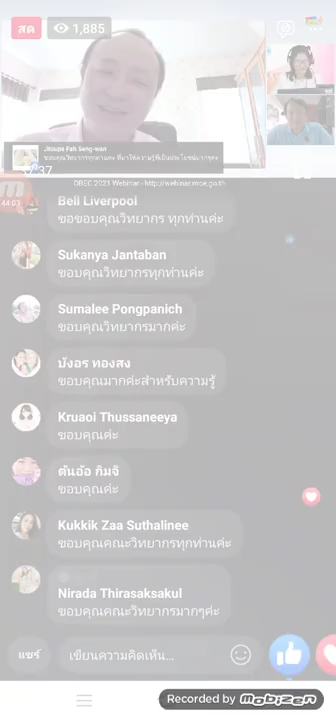 สด
1,885
Jitsupa Fah Seng-wan
44:03
OBEC 2021 Webinar - http://webinar.moe.go.th
Bell Liverpool
ขอขอบคุณวิทยากร ทุกท่านค่ะ
Sukanya Jantaban
ขอบคุณวิทยากรทุกท่านค่ะ
Sumalee Pongpanich
ขอบคุณวิทยากรมากค่ะ
บังอร ทองสง
ขอบคุณมากค่ะสำหรับความรู้
Kruaoi Thussaneeya
ขอบคุณค่ะ
ต้นอ้อ กิมจิ
ขอบคุณค่ะ
Kukkik Zaa Suthalinee
ขอบคุณคณะวิทยากรทุกท่านค่ะ
Nirada Thirasaksakul
ขอบคุณคณะวิทยากรมากๆค่ะ
แชร์
เขียนความคิดเห็น...
Recorded by mobizen